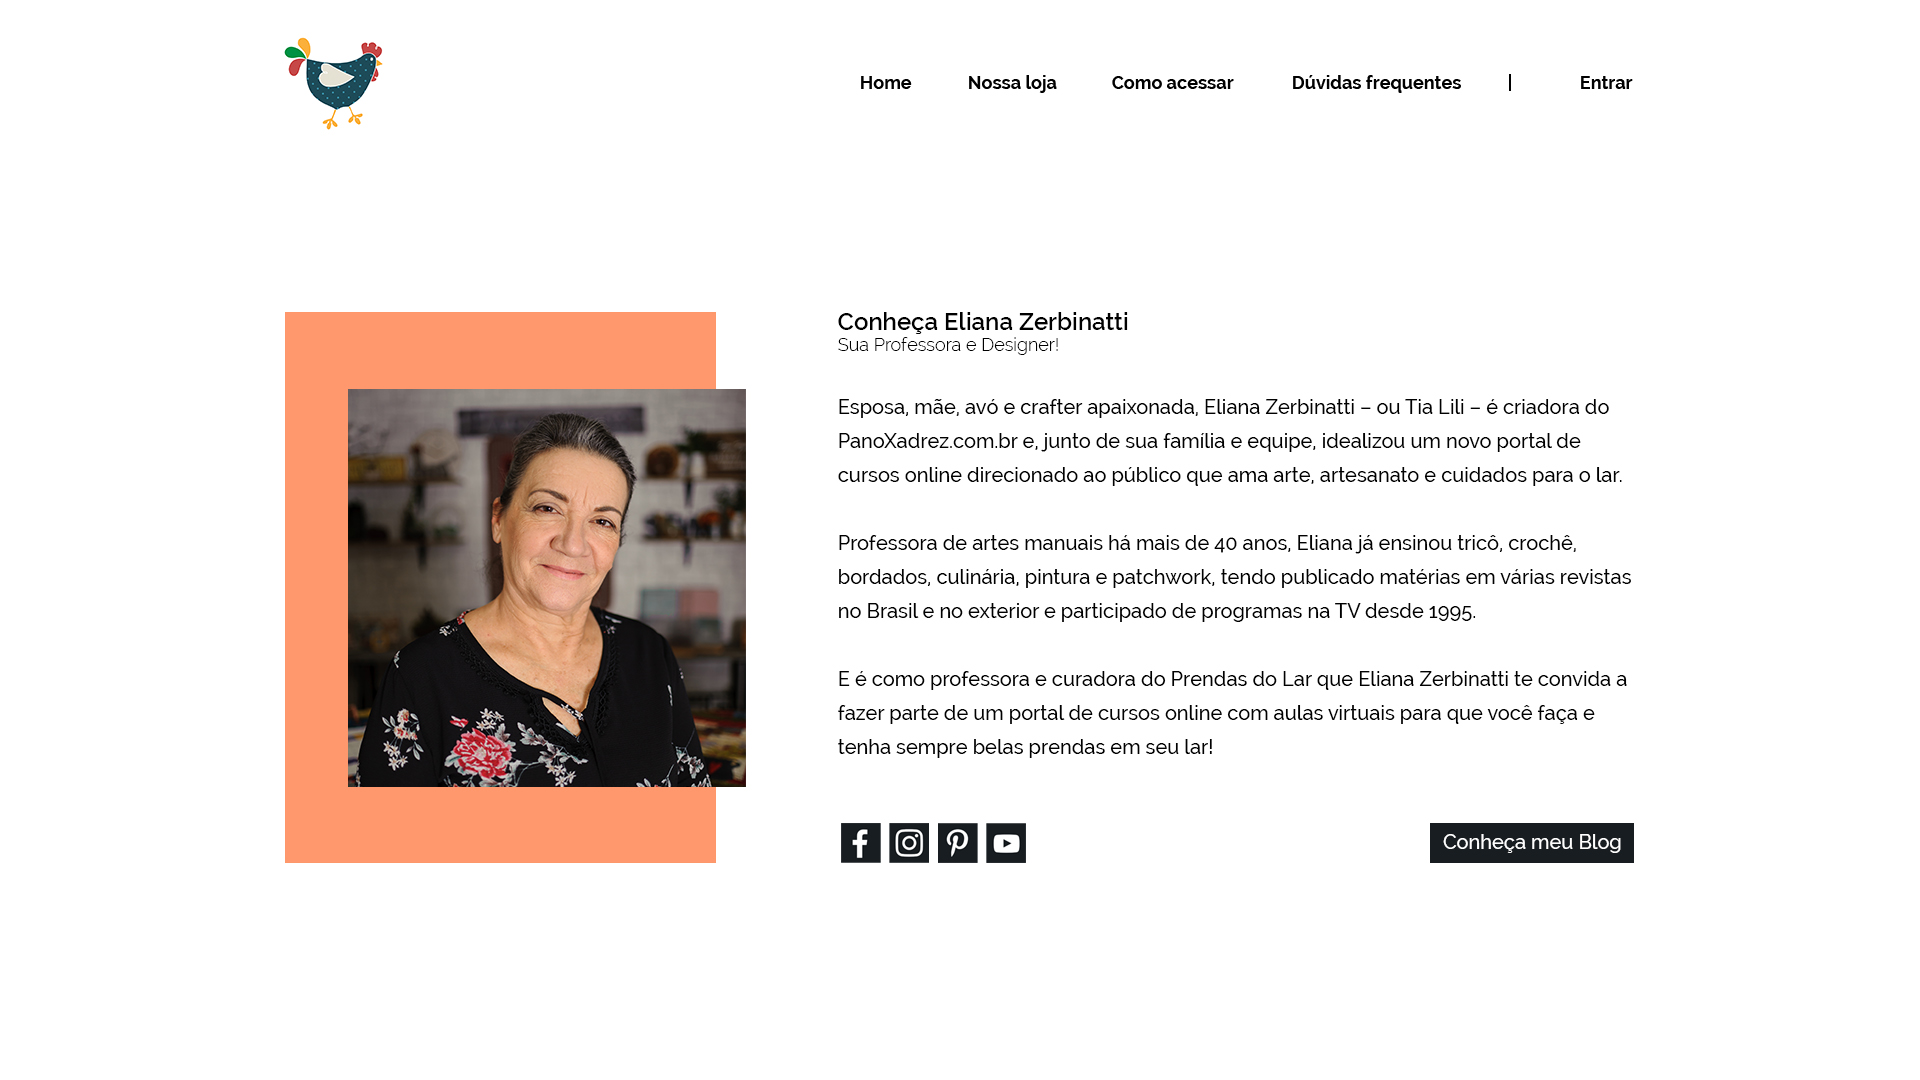 Home
Nossa loja
Como acessar
Dúvidas frequentes
|
Entrar
Conheça Eliana Zerbinatti
Sua Professora e Designer!
Esposa, mãe, avó e crafter apaixonada, Eliana Zerbinatti – ou Tia Lili – é criadora do
PanoXadrez.com.br e, junto de sua família e equipe, idealizou um novo portal de
cursos online direcionado ao público que ama arte, artesanato e cuidados para o lar.
Professora de artes manuais há mais de 40 anos, Eliana já ensinou tricô, crochê,
bordados, culinária, pintura e patchwork, tendo publicado matérias em várias revistas
no Brasil e no exterior e participado de programas na TV desde 1995.
E é como professora e curadora do Prendas do Lar que Eliana Zerbinatti te convida a
fazer parte de um portal de cursos online com aulas virtuais para que você faça e
tenha sempre belas prendas em seu lar!
Conheça meu Blog